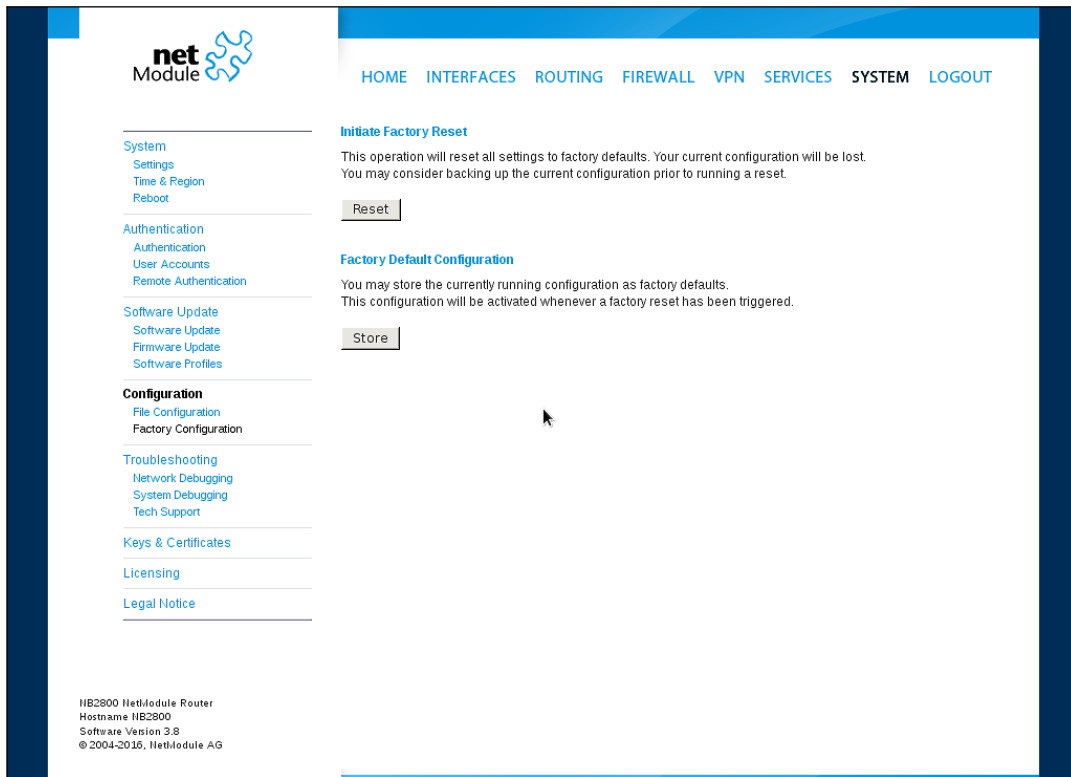 net
Module
HOME INTERFACES ROUTING FIREWALL VPN SERVICES SYSTEM LOGOUT
System
Settings
Time & Region
Reboot
Authentication
Authentication
User Accounts
Remote Authentication
Software Update
Software Update
Firmware Update
Software Profiles
Configuration
File Configuration
Factory Configuration
Troubleshooting
Network Debugging
System Debugging
Tech Support
Keys & Certificates
Licensing
Legal Notice
Initiate Factory Reset
This operation will reset all settings to factory defaults. Your current configuration will be lost.
You may consider backing up the current configuration prior to running a reset.
Reset
Factory Default Configuration
You may store the currently running configuration as factory defaults.
This configuration will be activated whenever a factory reset has been triggered.
Store
NB2800 NetModule Router
Hostname NB2800
Software Version 3.8
© 2004-2016, NetModule AG